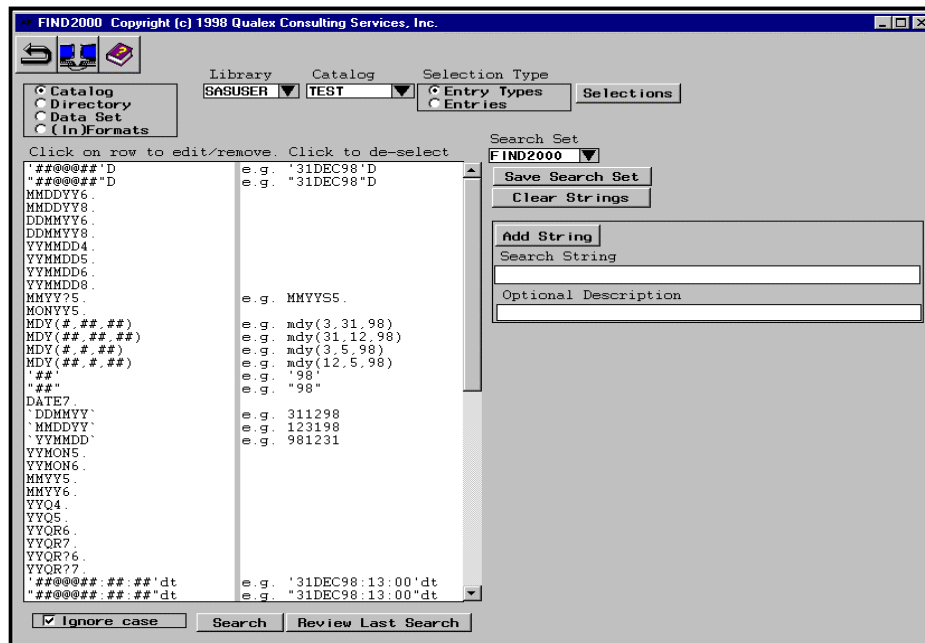 FIND2000 Copyright (c) 1998 Qualex Consulting Services, Inc.
Library Catalog Selection Type
Catalog
Directory
Data Set
(In)Formats
SASUSER TEST
Entry Types
Entries
Selections
Click on row to edit/remove. Click to de-select
'##@@@##'D e.g. '31DEC98'D
"##@@@##"D e.g. "31DEC98"D
MMDDYY6.
MMDDYY8.
DDMMYY6.
DDMMYY8.
YYMMDD4.
YYMMDD5.
YYMMDD6.
YYMMDD8.
MMYY?5. e.g. MMYYS5.
MONYY5.
MDY(#,##,##) e.g. mdy(3,31,98)
MDY(##,##,##) e.g. mdy(31,12,98)
MDY(#,#,##) e.g. mdy(3,5,98)
MDY(##,#,##) e.g. mdy(12,5,98)
'##' e.g. '98'
"##" e.g. "98"
DATE7.
`DDMMYY` e.g. 311298
`MMDDYY` e.g. 123198
`YYMMDD` e.g. 981231
YYMON5.
YYMON6.
MMYY5.
MMYY6.
YYQ4.
YYQ5.
YYQR6.
YYQR7.
YYQR?6.
YYQR?7.
'##@@@##:##:##'dt e.g. '31DEC98:13:00'dt
"##@@@##:##:##"dt e.g. "31DEC98:13:00"dt
Search Set
FIND2000
Save Search Set
Clear Strings
Add String
Search String
Optional Description
Ignore case Search Review Last Search